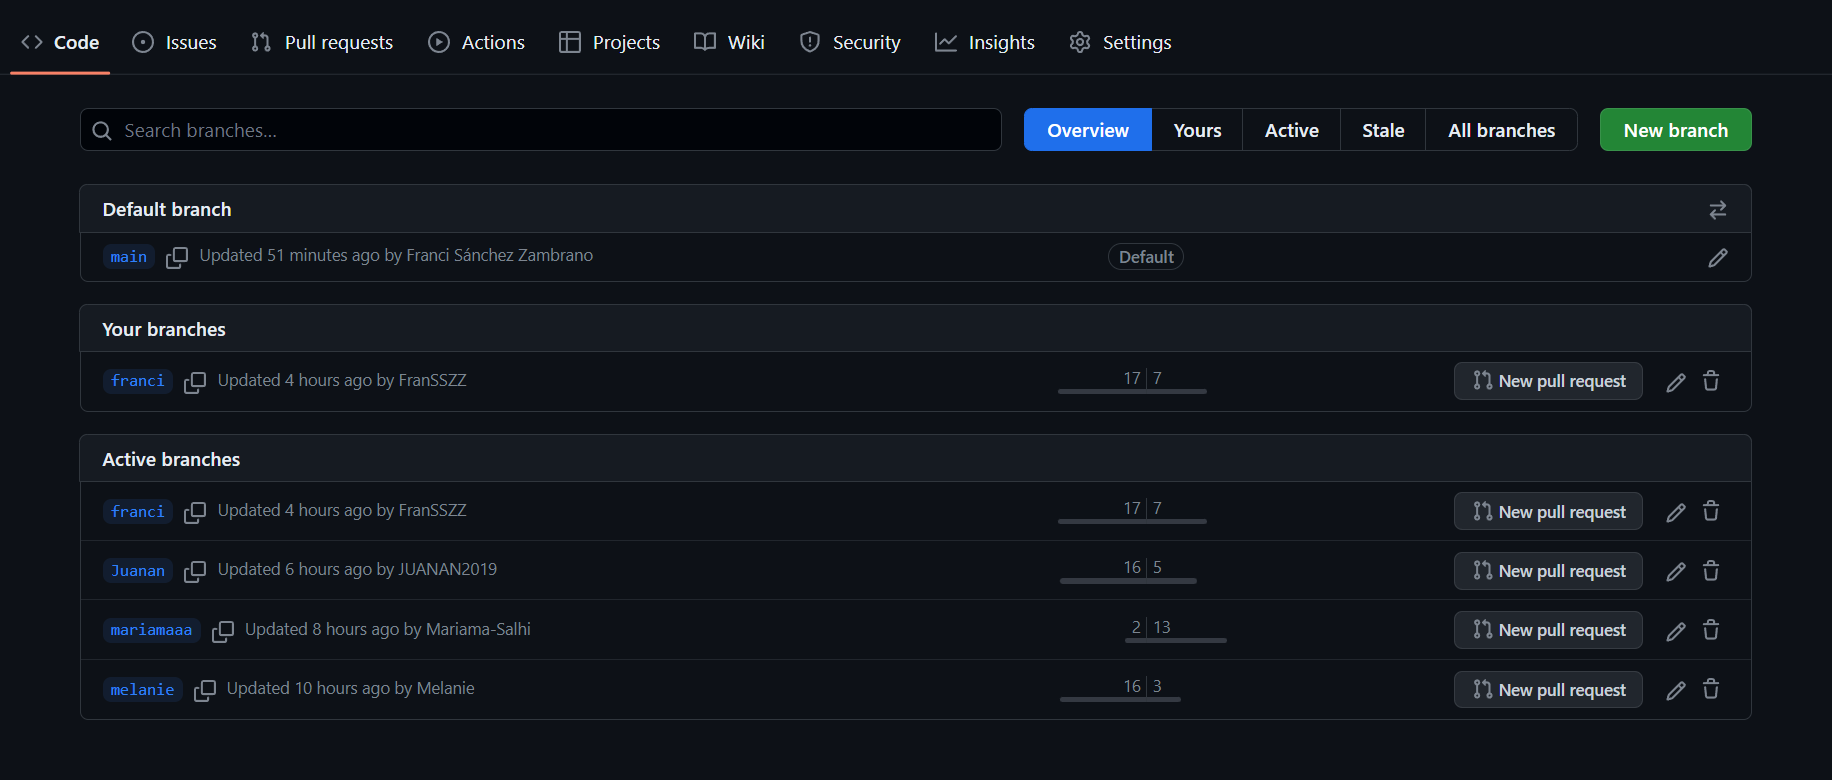 Code Issues Pull requests Actions Projects Wiki Security Insights Settings
Search branches... Overview Yours Active Stale All branches New branch
Default branch
main Updated 51 minutes ago by Franci Sánchez Zambrano Default
Your branches
franci Updated 4 hours ago by FranSSZZ 17 7 New pull request
Active branches
franci Updated 4 hours ago by FranSSZZ 17 7 New pull request
Juanan Updated 6 hours ago by JUANAN2019 16 5 New pull request
mariamaaa Updated 8 hours ago by Mariama-Salhi 2 13 New pull request
melanie Updated 10 hours ago by Melanie 16 3 New pull request